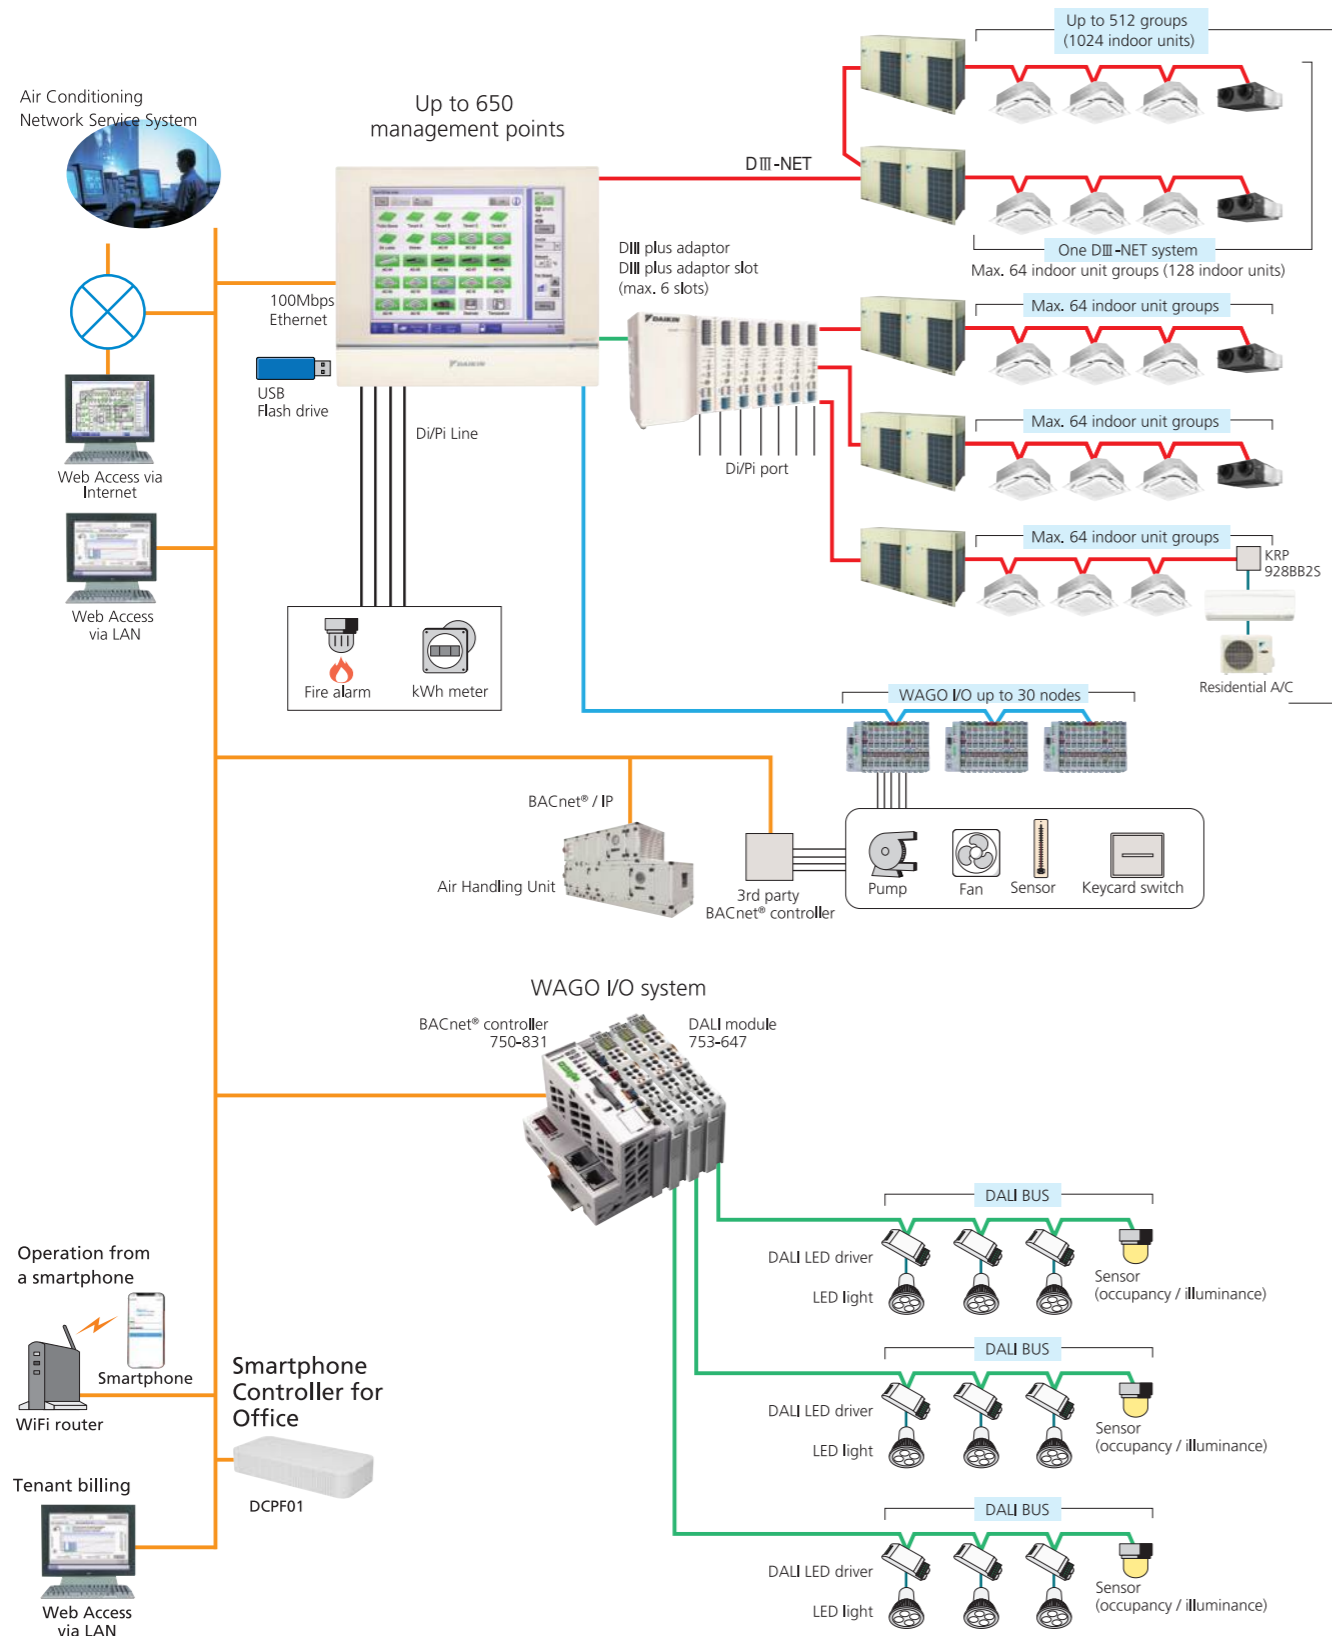 Up to 512 groups
(1024 indoor units)
Air Conditioning
Network Service System
Up to 650
management points
DⅢ-NET
One DⅢ-NET system
Max. 64 indoor unit groups (128 indoor units)
DⅢ plus adaptor
DⅢ plus adaptor slot
(max. 6 slots)
100Mbps
Ethernet
DAIKIN
DAIKIN
USB
Flash drive
Di/Pi Line
Di/Pi port
Max. 64 indoor unit groups
Max. 64 indoor unit groups
Max. 64 indoor unit groups
KRP
928BB2S
Residential A/C
Web Access via
Internet
Web Access
via LAN
Fire alarm
kWh meter
WAGO I/O up to 30 nodes
BACnet® / IP
Air Handling Unit
3rd party
BACnet® controller
Pump
Fan
Sensor
Keycard switch
WAGO I/O system
BACnet® controller
750-831
DALI module
753-647
DALI BUS
DALI LED driver
LED light
Sensor
(occupancy / illuminance)
DALI BUS
DALI LED driver
LED light
Sensor
(occupancy / illuminance)
DALI BUS
DALI LED driver
LED light
Sensor
(occupancy / illuminance)
Operation from
a smartphone
Smartphone
WiFi router
Smartphone
Controller for
Office
DCPF01
Tenant billing
Web Access
via LAN